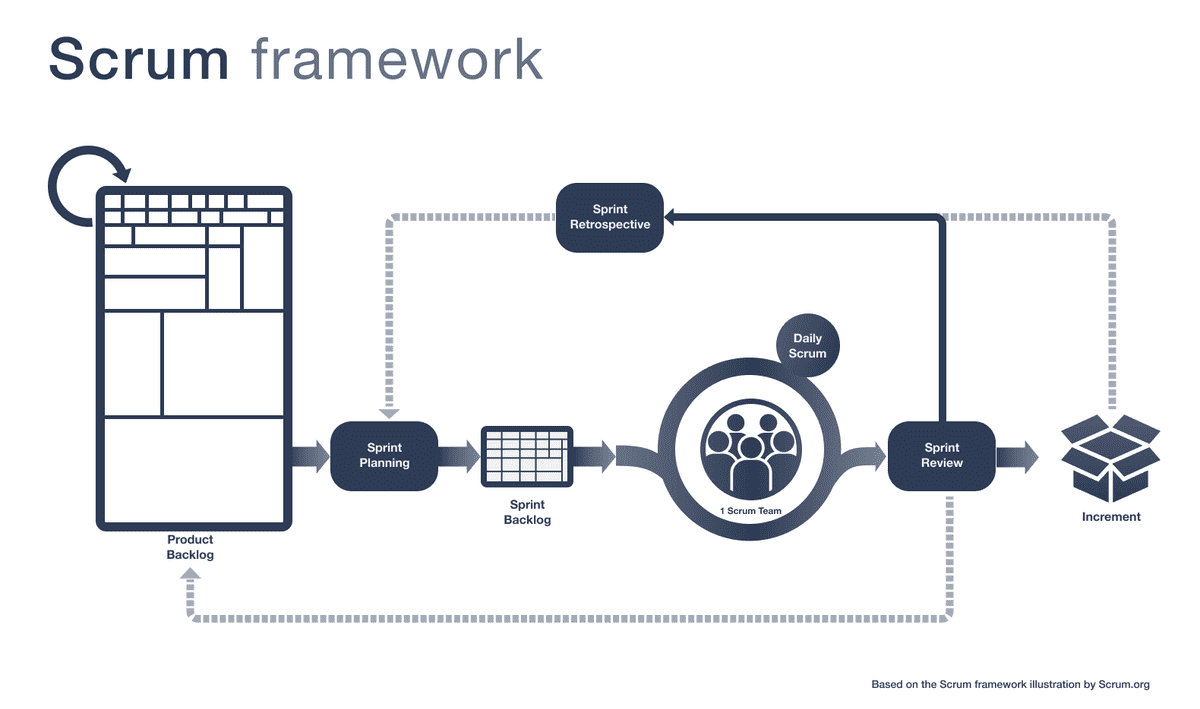 Scrum framework
Sprint
Retrospective
Daily
Scrum
Sprint
Planning
Sprint
Review
Sprint
Backlog
1 Scrum Team
Increment
Product
Backlog
Based on the Scrum framework illustration by Scrum.org